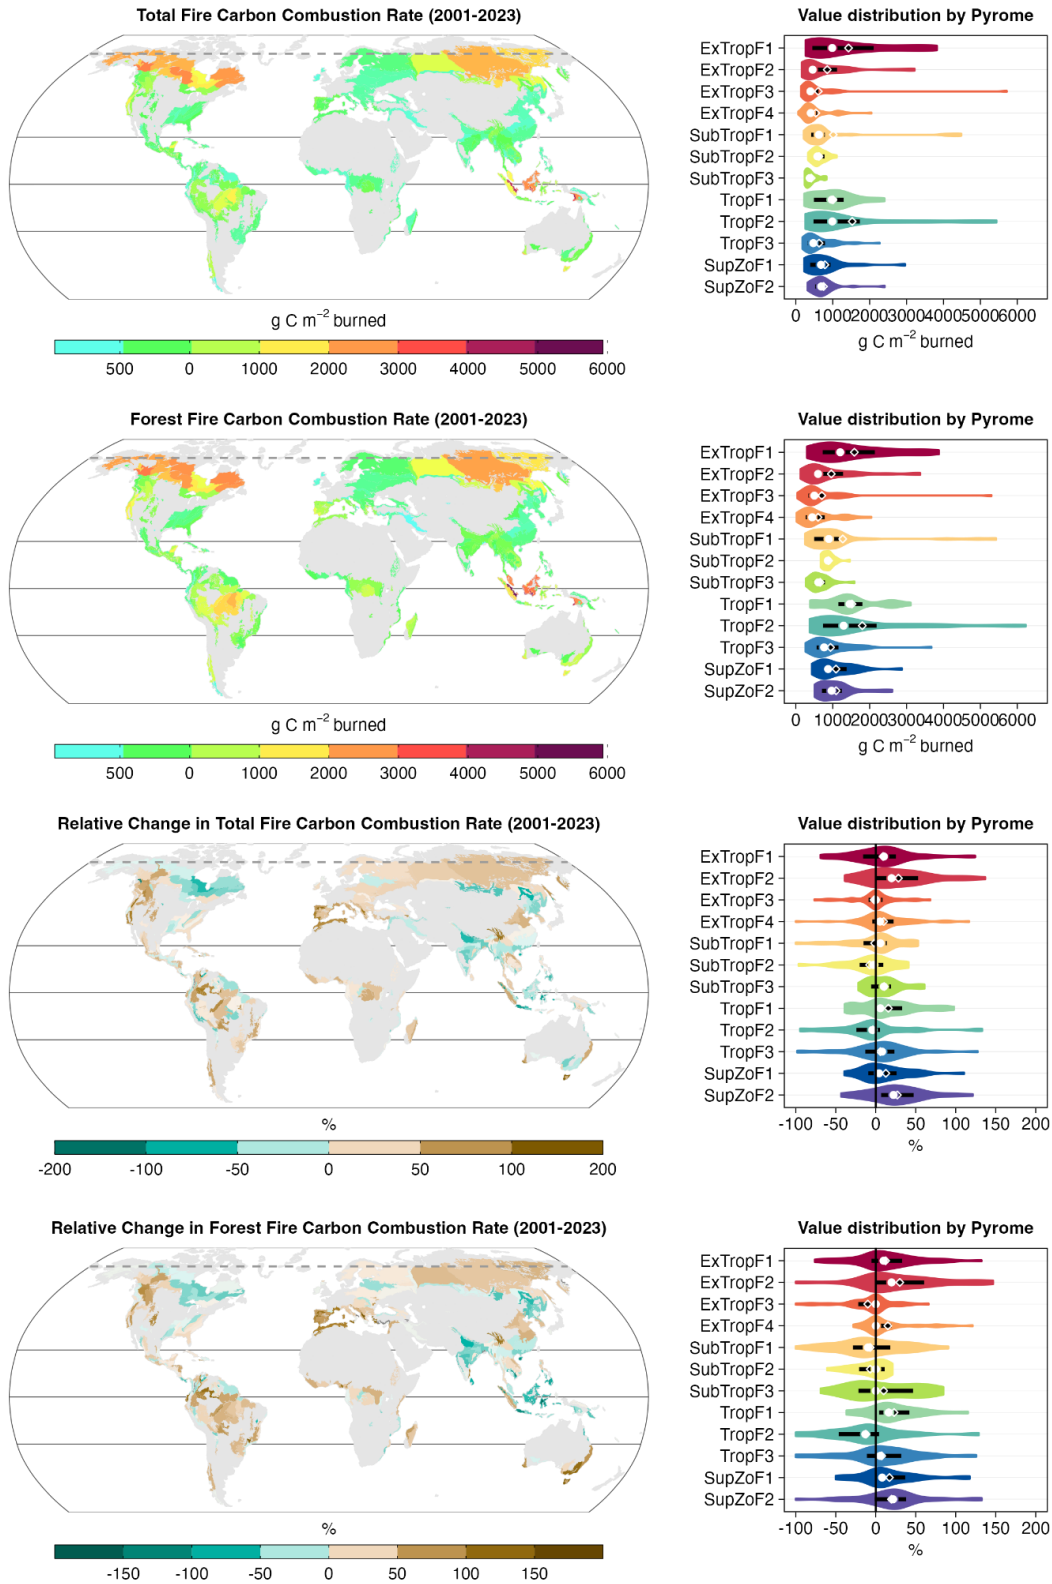 Total Fire Carbon Combustion Rate (2001-2023)
g C m−2 burned
500 0 1000 2000 3000 4000 5000 6000
Value distribution by Pyrome
ExTropF1
ExTropF2
ExTropF3
ExTropF4
SubTropF1
SubTropF2
SubTropF3
TropF1
TropF2
TropF3
SupZoF1
SupZoF2
0 1000 2000 3000 4000 5000 6000
g C m−2 burned
Forest Fire Carbon Combustion Rate (2001-2023)
g C m−2 burned
500 0 1000 2000 3000 4000 5000 6000
Value distribution by Pyrome
ExTropF1
ExTropF2
ExTropF3
ExTropF4
SubTropF1
SubTropF2
SubTropF3
TropF1
TropF2
TropF3
SupZoF1
SupZoF2
0 1000 2000 3000 4000 5000 6000
g C m−2 burned
Relative Change in Total Fire Carbon Combustion Rate (2001-2023)
%
-200 -100 -50 0 50 100 200
Value distribution by Pyrome
ExTropF1
ExTropF2
ExTropF3
ExTropF4
SubTropF1
SubTropF2
SubTropF3
TropF1
TropF2
TropF3
SupZoF1
SupZoF2
-100 -50 0 50 100 150 200
%
Relative Change in Forest Fire Carbon Combustion Rate (2001-2023)
%
-150 -100 -50 0 50 100 150
Value distribution by Pyrome
ExTropF1
ExTropF2
ExTropF3
ExTropF4
SubTropF1
SubTropF2
SubTropF3
TropF1
TropF2
TropF3
SupZoF1
SupZoF2
-100 -50 0 50 100 150 200
%